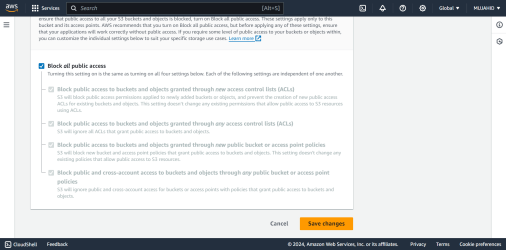 aws
Services
Search
[Alt+S]
Global
MUJAHID
ensure that public access to all your S3 buckets and objects is blocked, turn on Block all public access. These settings apply only to this
bucket and its access points. AWS recommends that you turn on Block all public access, but before applying any of these settings, ensure
that your applications will work correctly without public access. If you require some level of public access to your buckets or objects within,
you can customize the individual settings below to suit your specific storage use cases. Learn more
Block all public access
Turning this setting on is the same as turning on all four settings below. Each of the following settings are independent of one another.
Block public access to buckets and objects granted through new access control lists (ACLs)
S3 will block public access permissions applied to newly added buckets or objects, and prevent the creation of new public access
ACLs for existing buckets and objects. This setting doesn't change any existing permissions that allow public access to S3 resources
using ACLs.
Block public access to buckets and objects granted through any access control lists (ACLs)
S3 will ignore all ACLs that grant public access to buckets and objects.
Block public access to buckets and objects granted through new public bucket or access point policies
S3 will block new bucket and access point policies that grant public access to buckets and objects. This setting doesn't change any
existing policies that allow public access to S3 resources.
Block public and cross-account access to buckets and objects through any public bucket or access point
policies
S3 will ignore public and cross-account access for buckets or access points with policies that grant public access to buckets and
objects.
Cancel
Save changes
CloudShell
Feedback
© 2024, Amazon Web Services, Inc. or its affiliates.
Privacy
Terms
Cookie preferences